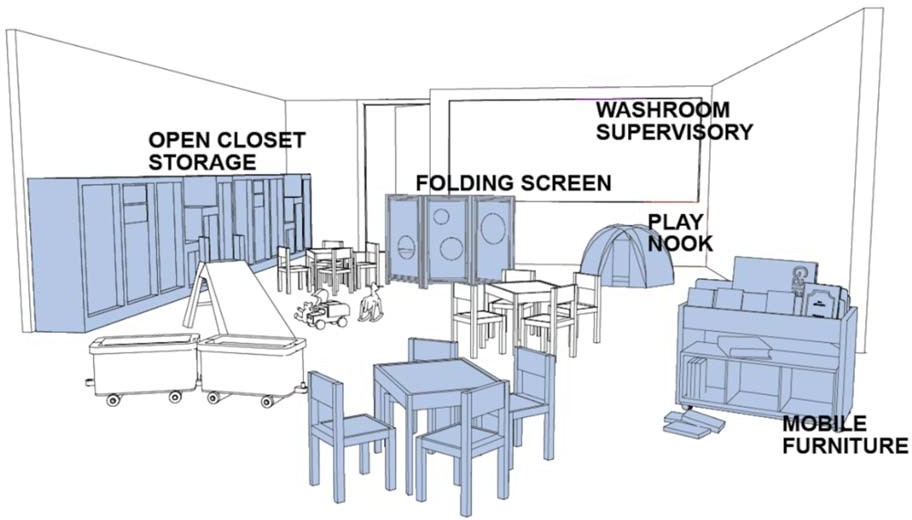 WASHROOM
SUPERVISORY
OPEN CLOSET
STORAGE
FOLDING SCREEN
PLAY
NOOK
MOBILE
FURNITURE